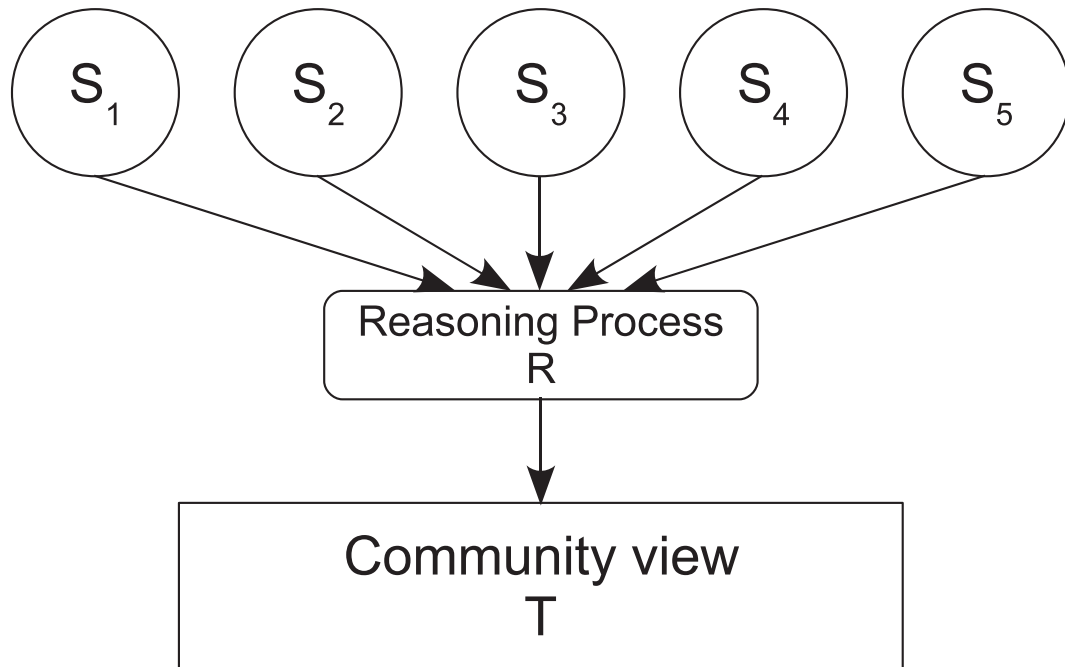 S₁ S₂ S₃ S₄ S₅
Reasoning Process
R
Community view
T